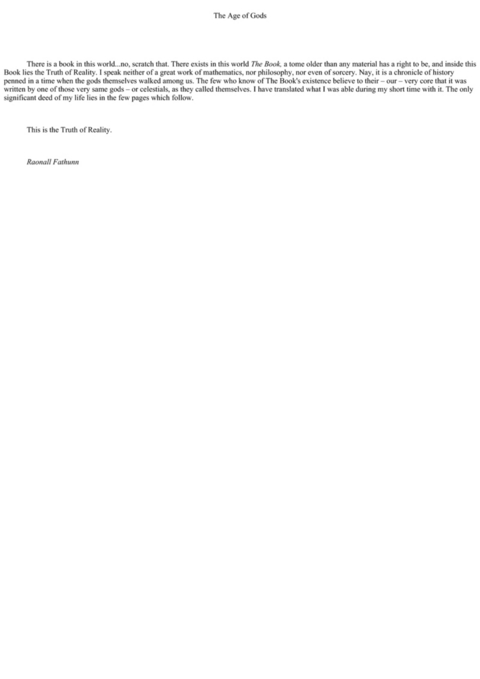 The Age of Gods
There is a book in this world...no, scratch that. There exists in this world The Book, a tome older than any material has a right to be, and inside this
Book lies the Truth of Reality. I speak neither of a great work of mathematics, nor philosophy, nor even of sorcery. Nay, it is a chronicle of history
penned in a time when the gods themselves walked among us. The few who know of The Book's existence believe to their – our – very core that it was
written by one of those very same gods – or celestials, as they called themselves. I have translated what I was able during my short time with it. The only
significant deed of my life lies in the few pages which follow.
This is the Truth of Reality.
Raonall Fathunn